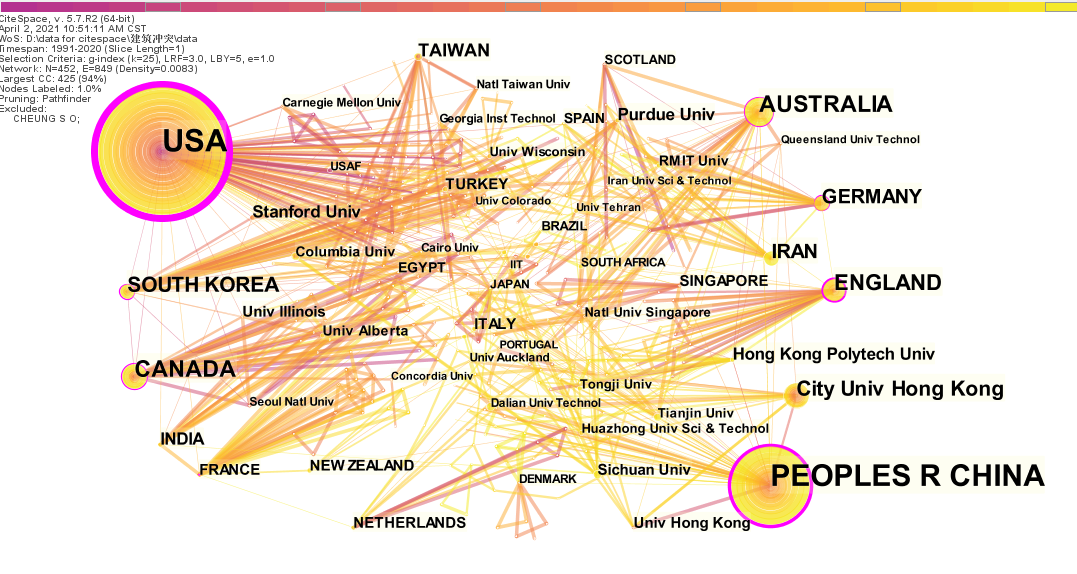 CiteSpace, v. 5.7.R2 (64-bit)
April 2, 2021 10:51:11 AM CST
WoS: D:\data for citespace\建筑冲突\data
Timespan: 1991-2020 (Slice Length=1)
Selection Criteria: g-index (k=25), LRF=3.0, LBY=5, e=1.0
Network: N=452, E=849 (Density=0.0083)
Largest CC: 425 (94%)
Nodes Labeled: 1.0%
Pruning: Pathfinder
Excluded:
CHEUNG S O;
TAIWAN
SCOTLAND
Natl Taiwan Univ
Carnegie Mellon Univ
AUSTRALIA
Georgia Inst Technol
SPAIN
Purdue Univ
USA
Queensland Univ Technol
Univ Wisconsin
RMIT Univ
USAF
Iran Univ Sci & Technol
TURKEY
GERMANY
Univ Colorado
Univ Tehran
Stanford Univ
BRAZIL
Columbia Univ
Cairo Univ
IRAN
EGYPT
IIT
SOUTH AFRICA
SOUTH KOREA
JAPAN
SINGAPORE
ENGLAND
Univ Illinois
Natl Univ Singapore
Univ Alberta
ITALY
PORTUGAL
Univ Auckland
Hong Kong Polytech Univ
CANADA
Concordia Univ
Tongji Univ
City Univ Hong Kong
Seoul Natl Univ
Dalian Univ Technol
Tianjin Univ
Huazhong Univ Sci & Technol
INDIA
FRANCE
NEW ZEALAND
Sichuan Univ
PEOPLES R CHINA
DENMARK
NETHERLANDS
Univ Hong Kong